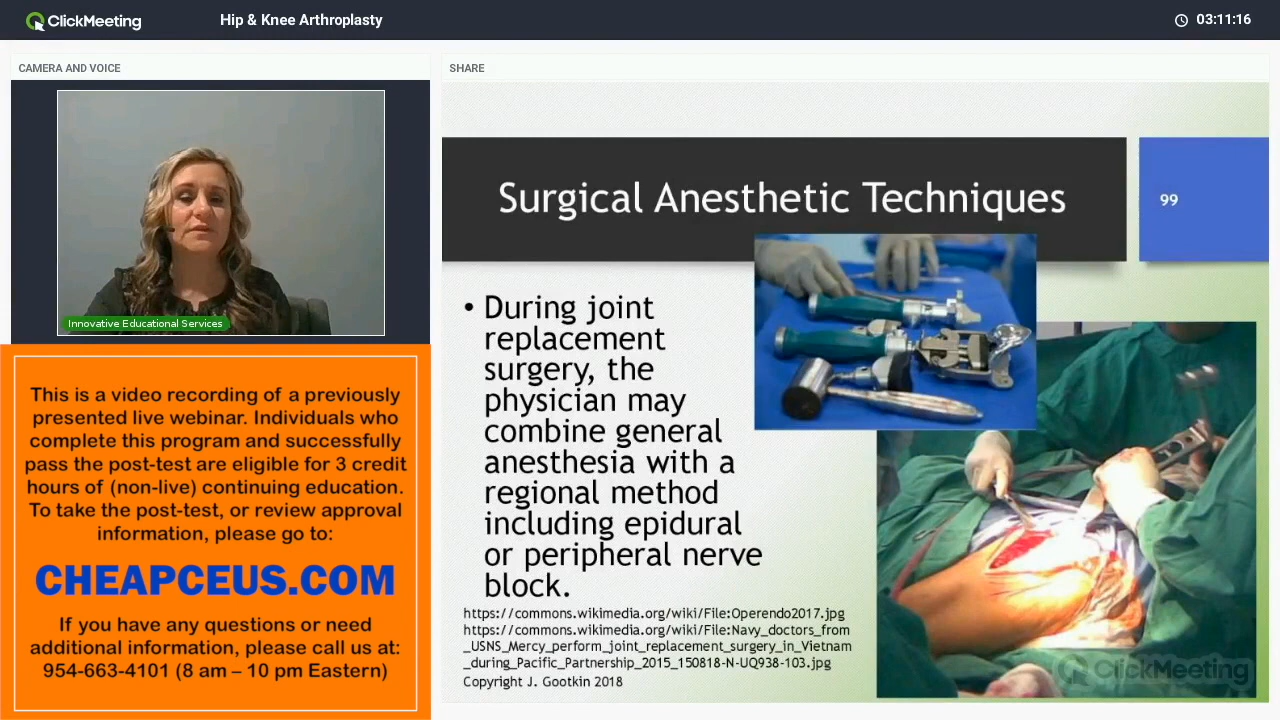 ClickMeeting
Hip & Knee Arthroplasty
03:11:16
CAMERA AND VOICE
Innovative Educational Services
This is a video recording of a previously
presented live webinar. Individuals who
complete this program and successfully
pass the post-test are eligible for 3 credit
hours of (non-live) continuing education.
To take the post-test, or review approval
information, please go to:
CHEAPCEUS.COM
If you have any questions or need
additional information, please call us at:
954-663-4101 (8 am – 10 pm Eastern)
SHARE
Surgical Anesthetic Techniques
99
• During joint
replacement
surgery, the
physician may
combine general
anesthesia with a
regional method
including epidural
or peripheral nerve
block.
https://commons.wikimedia.org/wiki/File:Operendo2017.jpg
https://commons.wikimedia.org/wiki/File:Navy_doctors_from
_USNS_Mercy_perform_joint_replacement_surgery_in_Vietnam
_during_Pacific_Partnership_2015_150818-N-UQ938-103.jpg
Copyright J. Gootkin 2018
ClickMeeting